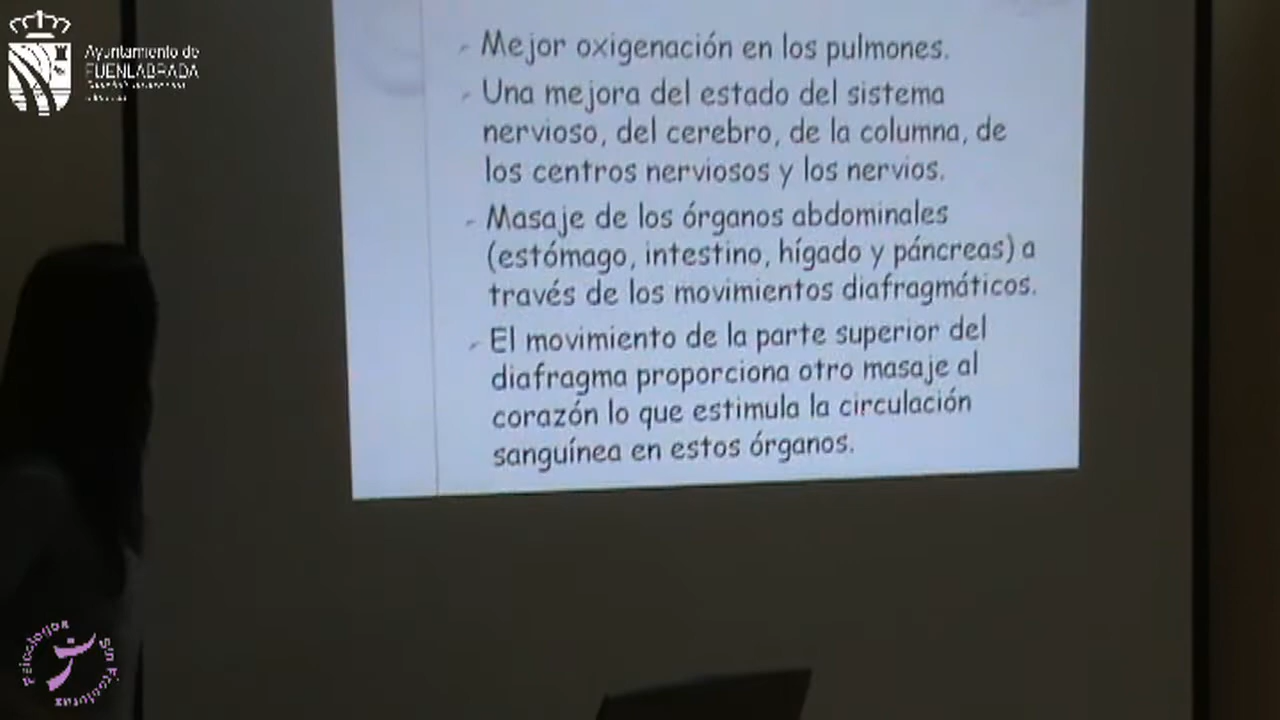 Ayuntamiento de
FUENLABRADA
Mejor oxigenación en los pulmones.
Una mejora del estado del sistema
nervioso, del cerebro, de la columna, de
los centros nerviosos y los nervios.
Masaje de los órganos abdominales
(estómago, intestino, hígado y páncreas) a
través de los movimientos diafragmáticos.
El movimiento de la parte superior del
diafragma proporciona otro masaje al
corazón lo que estimula la circulación
sanguínea en estos órganos.
Psicólogos Sin Fronteras